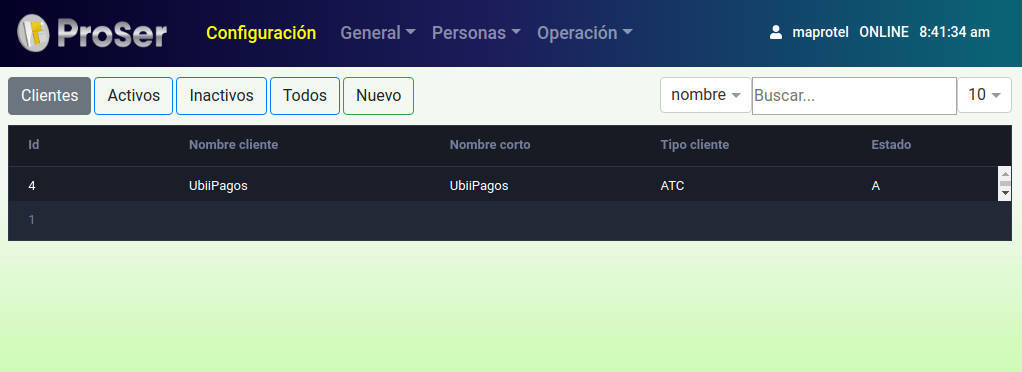 ProSer Configuración General Personas Operación maprotel ONLINE 8:41:34 am
Clientes Activos Inactivos Todos Nuevo nombre Buscar... 10
Id Nombre cliente Nombre corto Tipo cliente Estado
4 UbiiPagos UbiiPagos ATC A
1